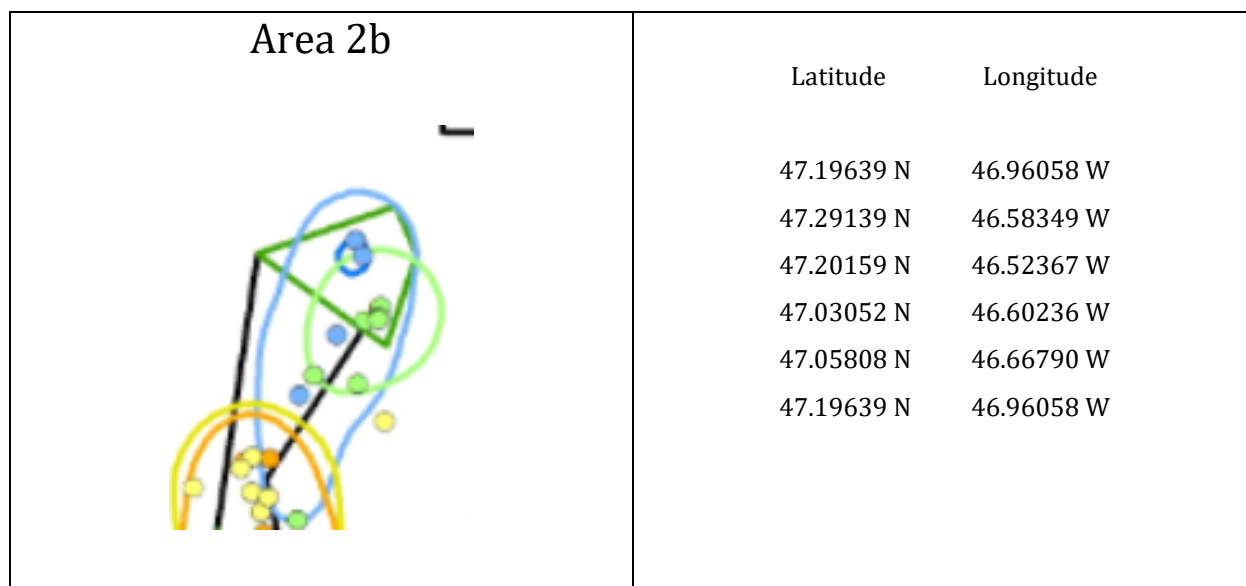 Area 2b
Latitude Longitude
47.19639 N 46.96058 W
47.29139 N 46.58349 W
47.20159 N 46.52367 W
47.03052 N 46.60236 W
47.05808 N 46.66790 W
47.19639 N 46.96058 W